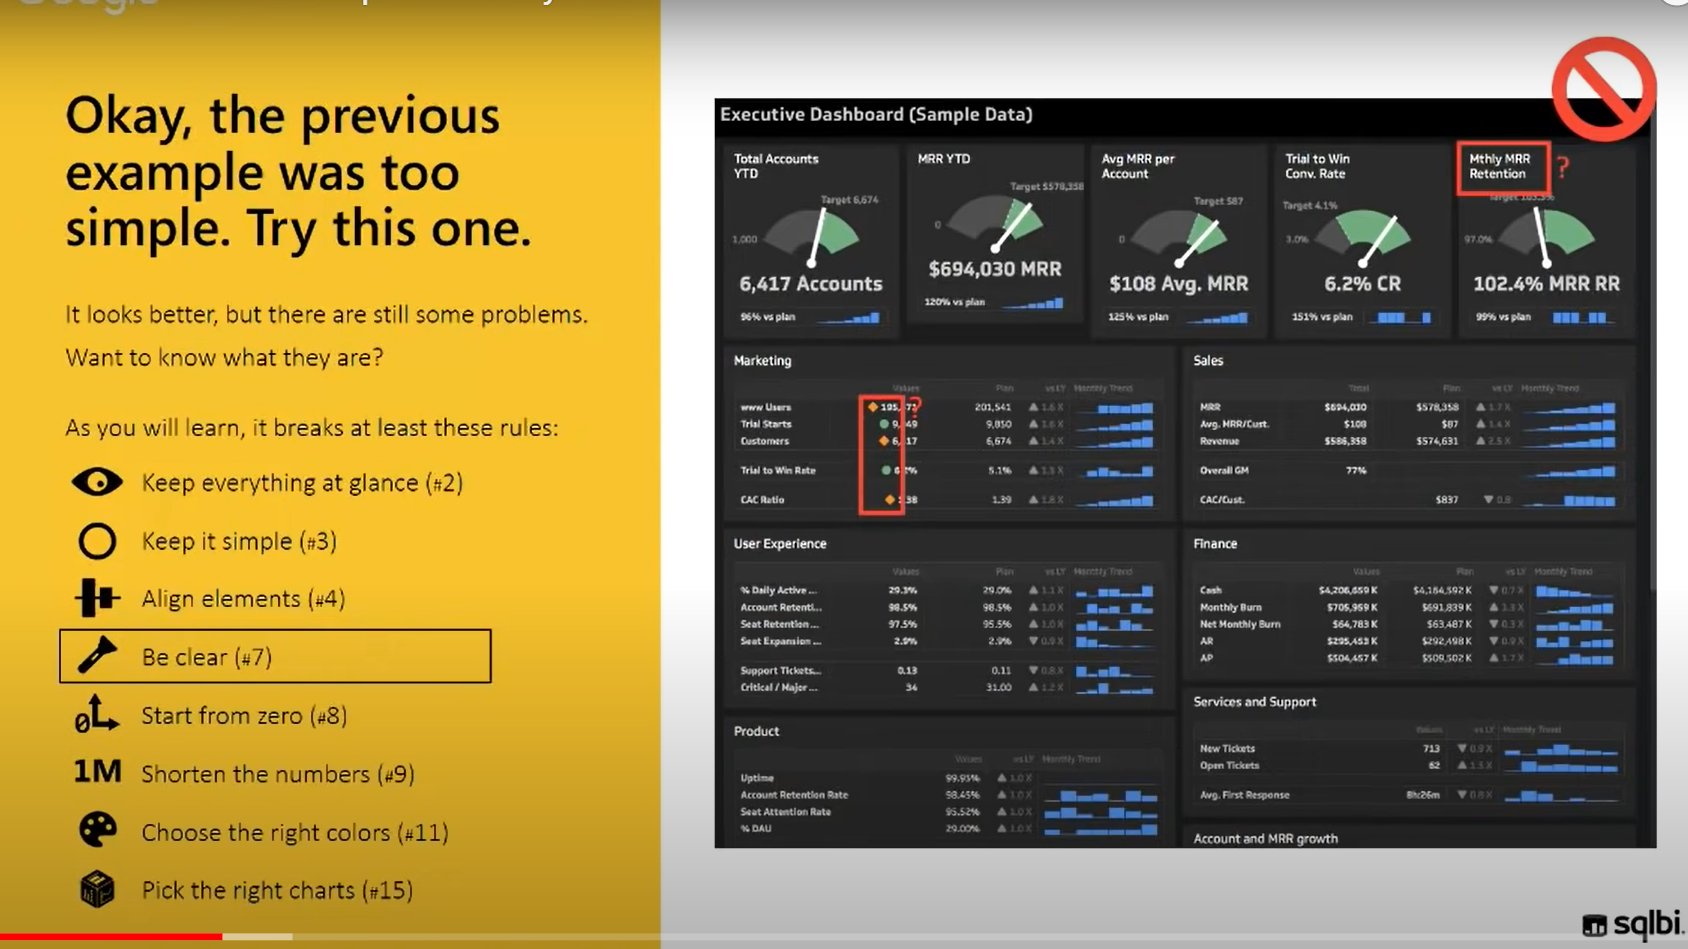 Okay, the previous
example was too
simple. Try this one.
It looks better, but there are still some problems.
Want to know what they are?
As you will learn, it breaks at least these rules:
Keep everything at glance (#2)
Keep it simple (#3)
Align elements (#4)
Be clear (#7)
Start from zero (#8)
1M Shorten the numbers (#9)
Choose the right colors (#11)
Pick the right charts (#15)
Executive Dashboard (Sample Data)
Total Accounts
YTD
Target 6,674
1,000
6,417 Accounts
96% vs plan
MRR YTD
Target $578,358
0
$694,030 MRR
120% vs plan
Avg MRR per
Account
Target $87
0
$108 Avg. MRR
125% vs plan
Trial to Win
Conv. Rate
Target 4.1%
3.0%
6.2% CR
151% vs plan
Mthly MRR
Retention
?
97.0%
102.4% MRR RR
99% vs plan
Marketing
Values Plan vs LY Monthly Trend
www Users 201,541 1.6 X
?
Trial Starts 9,850 1.6 X
Customers 6,674 1.4 X
Trial to Win Rate 5.1% 1.3 X
CAC Ratio 1.39 1.8 X
Sales
Total Plan vs LY Monthly Trend
MRR $694,030 $578,358 1.7 X
Avg. MRR/Cust. $108 $87 1.4 X
Revenue $586,358 $574,631 2.5 X
Overall GM 77%
CAC/Cust. $837 0.8
User Experience
Values Plan vs LY Monthly Trend
% Daily Active ... 29.3% 29.0% 1.1 X
Account Retenti... 98.5% 98.5% 1.0 X
Seat Retention ... 97.5% 95.5% 1.0 X
Seat Expansion ... 2.9% 2.9% 0.9 X
Support Tickets... 0.13 0.11 0.8 X
Critical / Major ... 34 31.00 1.2 X
Finance
Values Plan vs LY Monthly Trend
Cash $4,206,659 K $4,184,592 K 0.7 X
Monthly Burn $705,959 K $691,839 K 1.3 X
Net Monthly Burn $64,783 K $63,487 K 0.3 X
AR $295,453 K $292,498 K 0.9 X
AP $504,457 K $509,502 K 1.7 X
Services and Support
Values vs LY Monthly Trend
New Tickets 713 0.9 X
Open Tickets 62 1.3 X
Avg. First Response 8h:26m 0.8 X
Product
Values vs LY Monthly Trend
Uptime 99.95% 1.0 X
Account Retention Rate 98.45% 1.0 X
Seat Attention Rate 95.52% 1.0 X
% DAU 29.00% 1.0 X
Account and MRR growth
sqlbi.